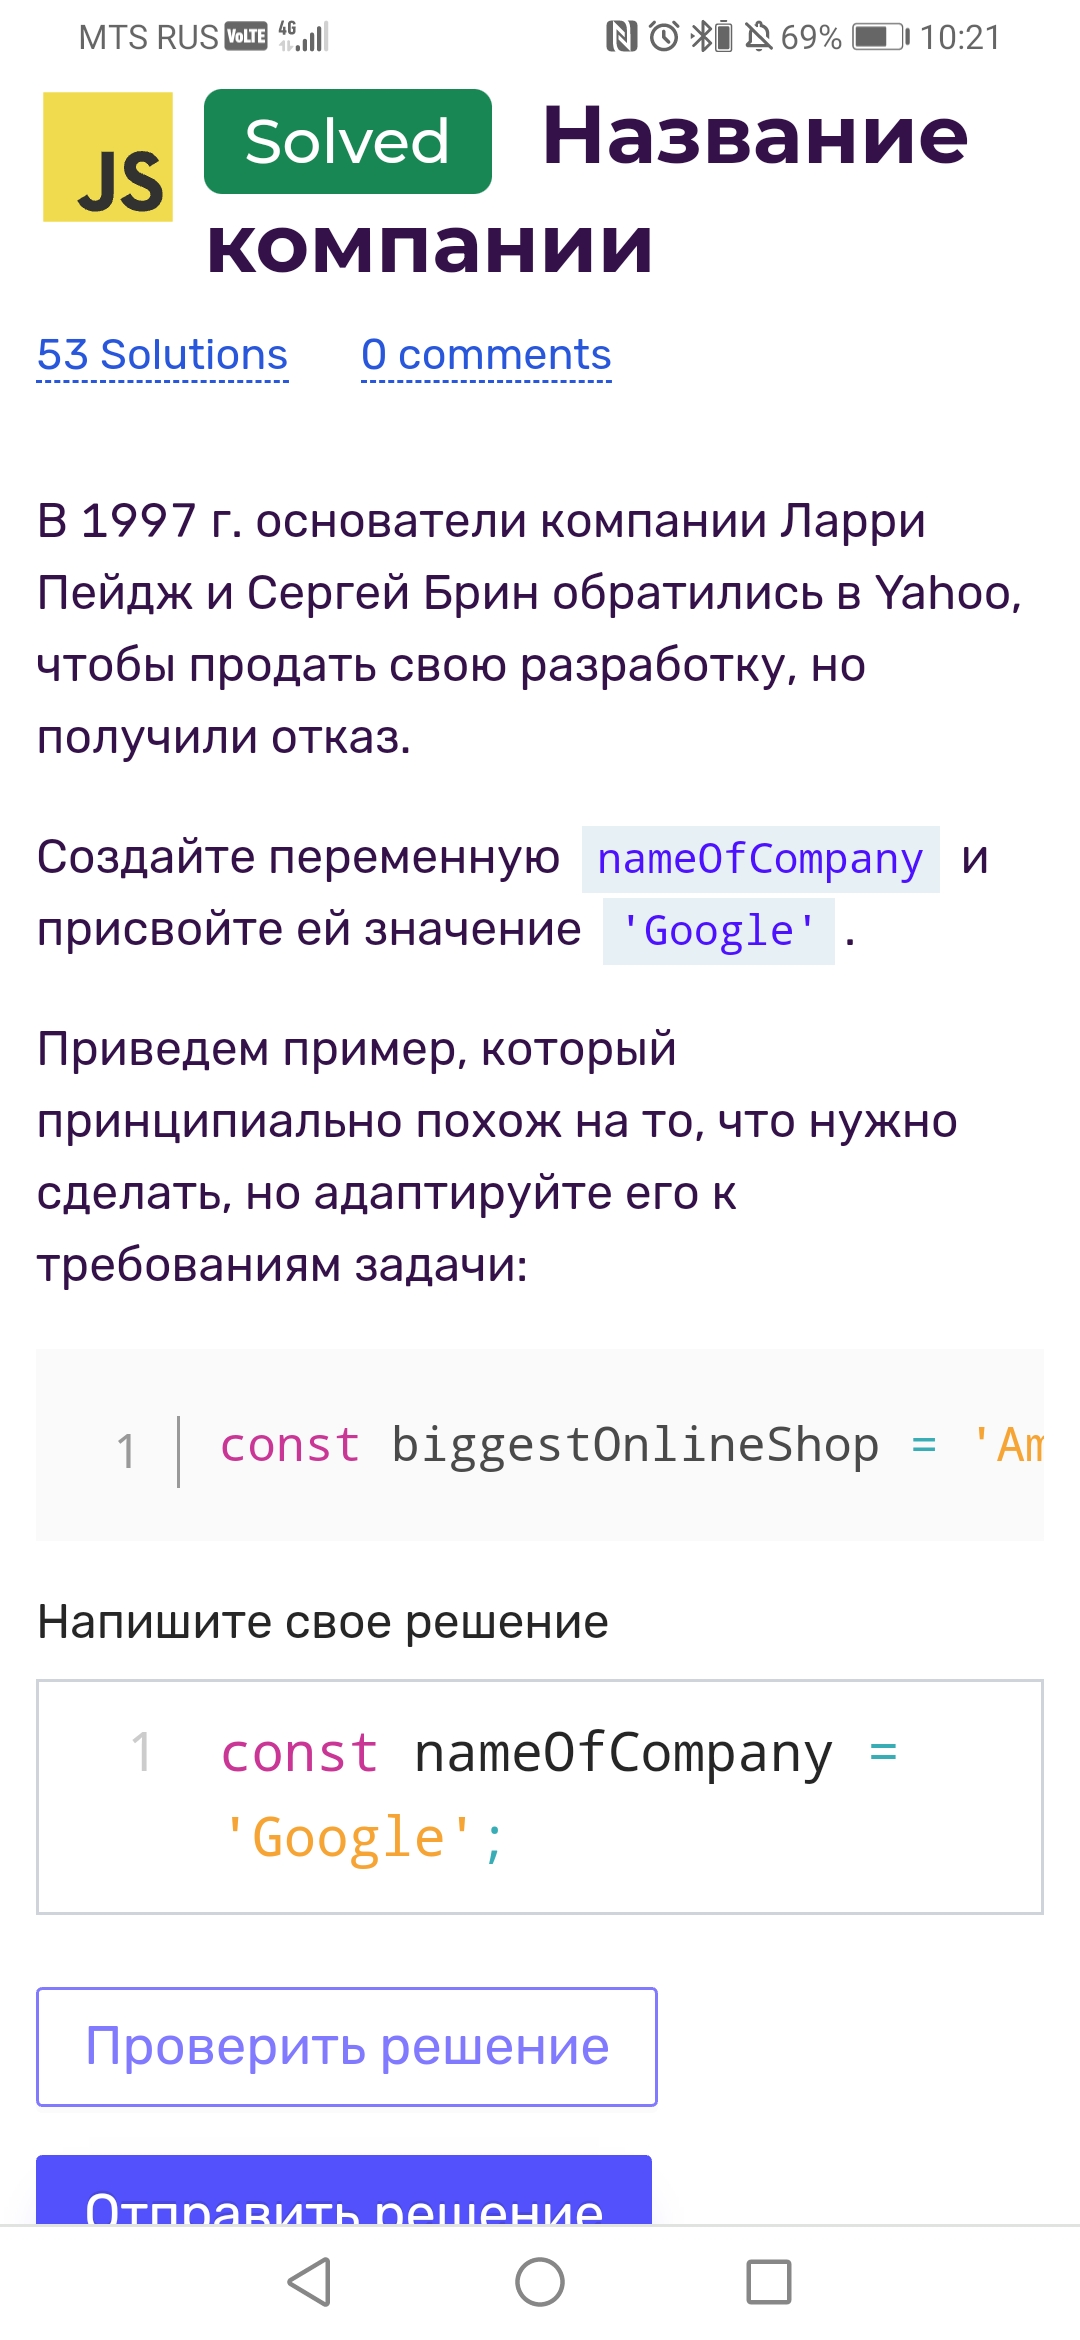 MTS RUS VoLTE 4G 69% 10:21
JS Solved Название
компании
53 Solutions 0 comments
В 1997 г. основатели компании Ларри
Пейдж и Сергей Брин обратились в Yahoo,
чтобы продать свою разработку, но
получили отказ.
Создайте переменную nameOfCompany и
присвойте ей значение 'Google' .
Приведем пример, который
принципиально похож на то, что нужно
сделать, но адаптируйте его к
требованиям задачи:
1 const biggestOnlineShop = 'Am
Напишите свое решение
1 const nameOfCompany =
'Google';
Проверить решение
Отправить решение